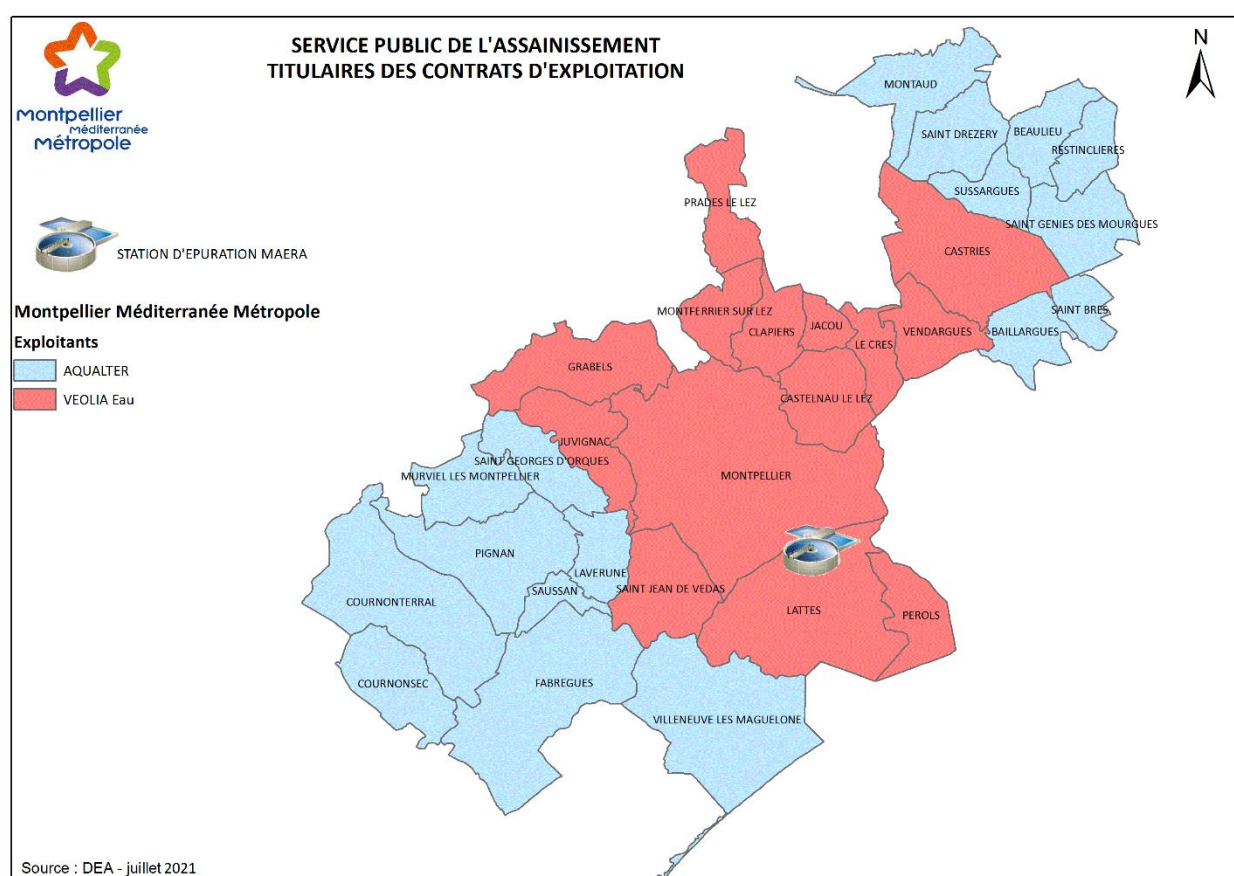 SERVICE PUBLIC DE L'ASSAINISSEMENT
TITULAIRES DES CONTRATS D'EXPLOITATION
N
montpellier
méditerranée
métropole
STATION D'EPURATION MAERA
Montpellier Méditerranée Métropole
Exploitants
AQUALTER
VEOLIA Eau
MONTAUD
SAINT DREZERY
BEAULIEU
RESTINCLIERES
SUSSARGUES
SAINT GENIES DES MOURGUES
PRADES LE LEZ
CASTRIES
MONTFERRIER SUR LEZ
CLAPIERS
JACOU
LE CRES
VENDARGUES
BAILLARGUES
SAINT BRES
GRABELS
CASTELNAU LE LEZ
JUVIGNAC
SAINT GEORGES D'ORQUES
MURVIEL LES MONTPELLIER
MONTPELLIER
PIGNAN
LAVERUNE
SAUSSAN
SAINT JEAN DE VEDAS
COURNONTERRAL
LATTES
PEROLS
COURNONSEC
FABREGUES
VILLENEUVE LES MAGUELONE
Source : DEA - juillet 2021